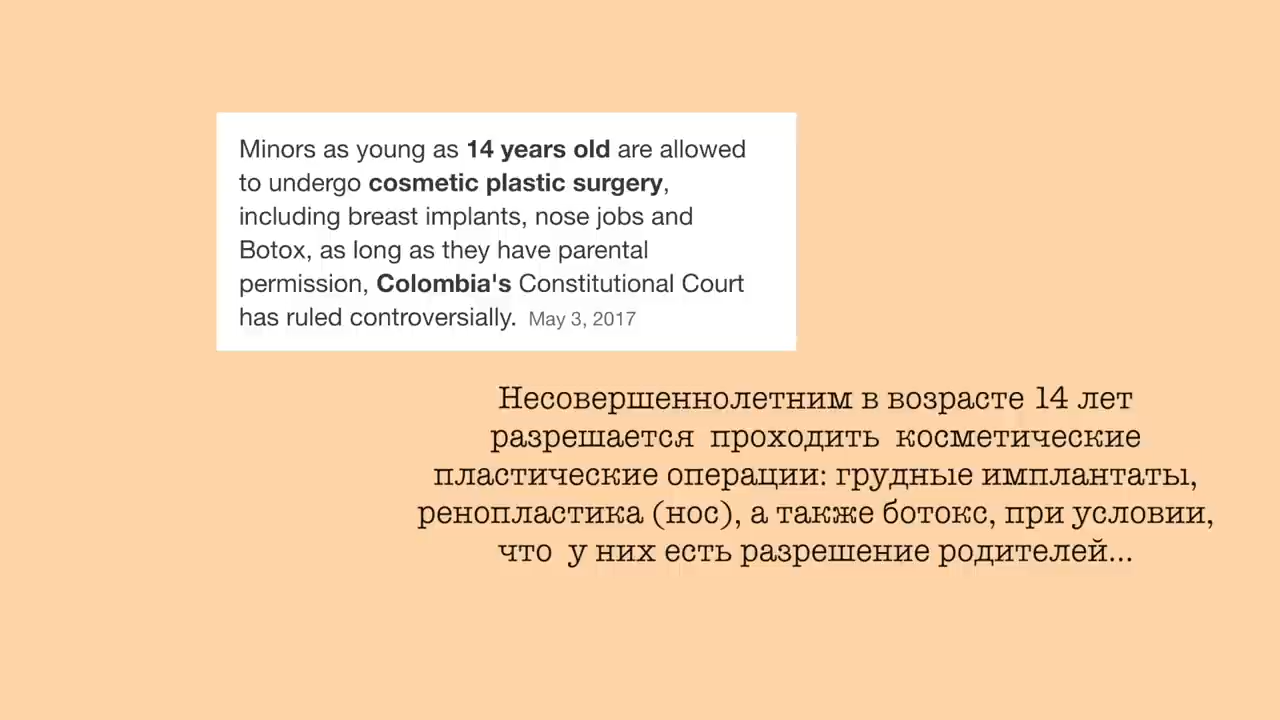 Minors as young as 14 years old are allowed
to undergo cosmetic plastic surgery,
including breast implants, nose jobs and
Botox, as long as they have parental
permission, Colombia's Constitutional Court
has ruled controversially. May 3, 2017
Несовершеннолетним в возрасте 14 лет
разрешается проходить косметические
пластические операции: грудные имплантаты,
ренопластика (нос), а также ботокс, при условии,
что у них есть разрешение родителей...